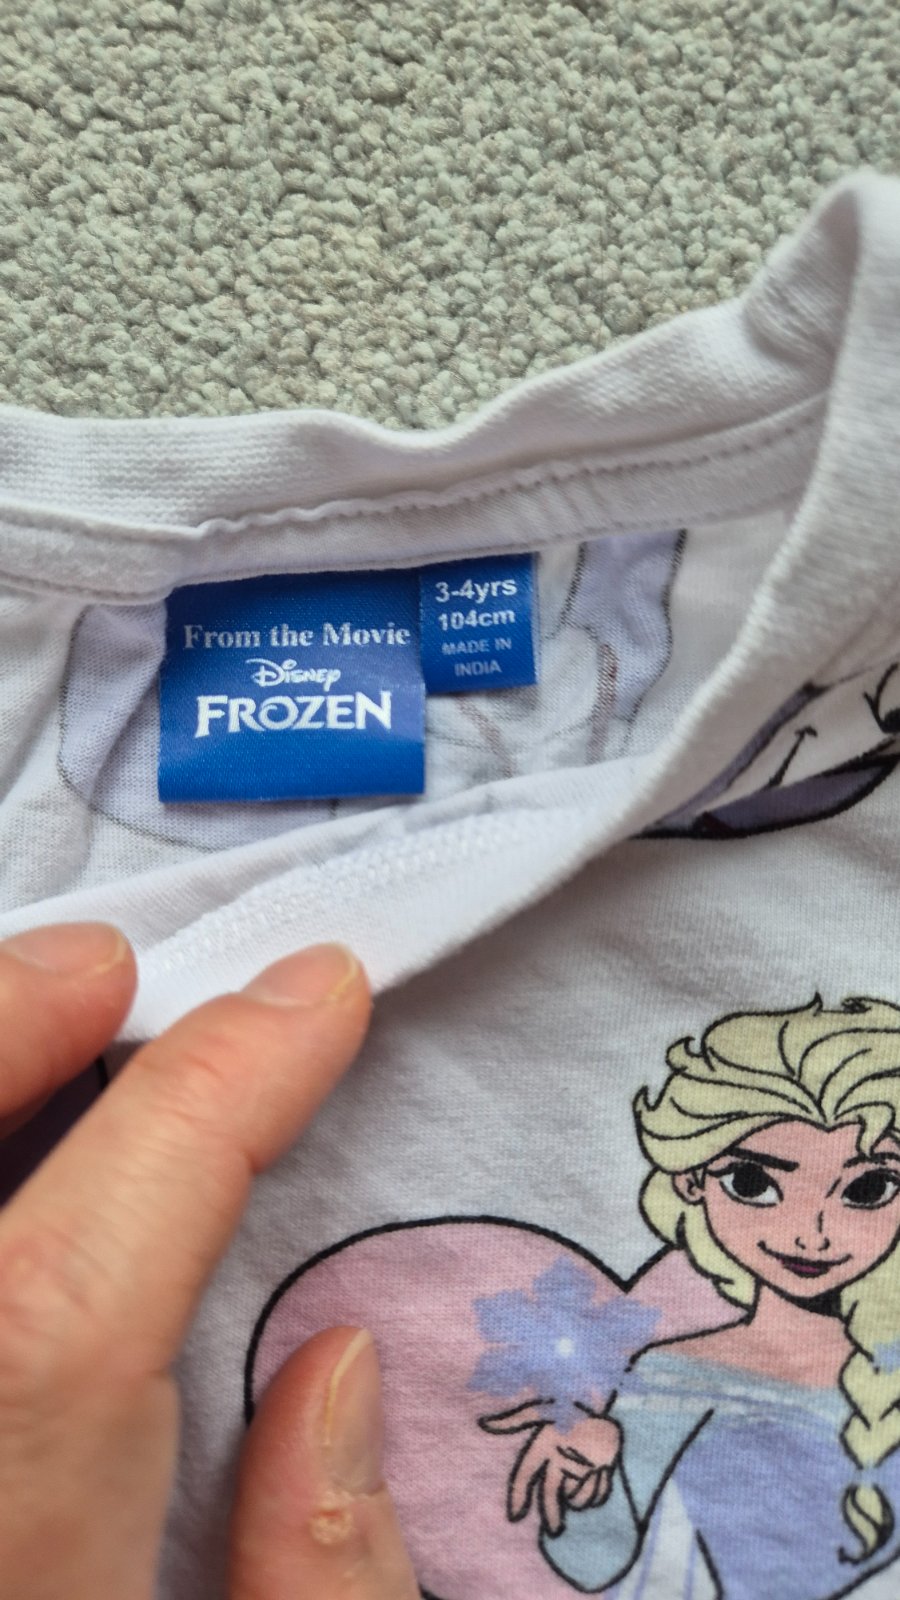 From the Movie
Disney
FROZEN
3-4yrs
104cm
MADE IN
INDIA